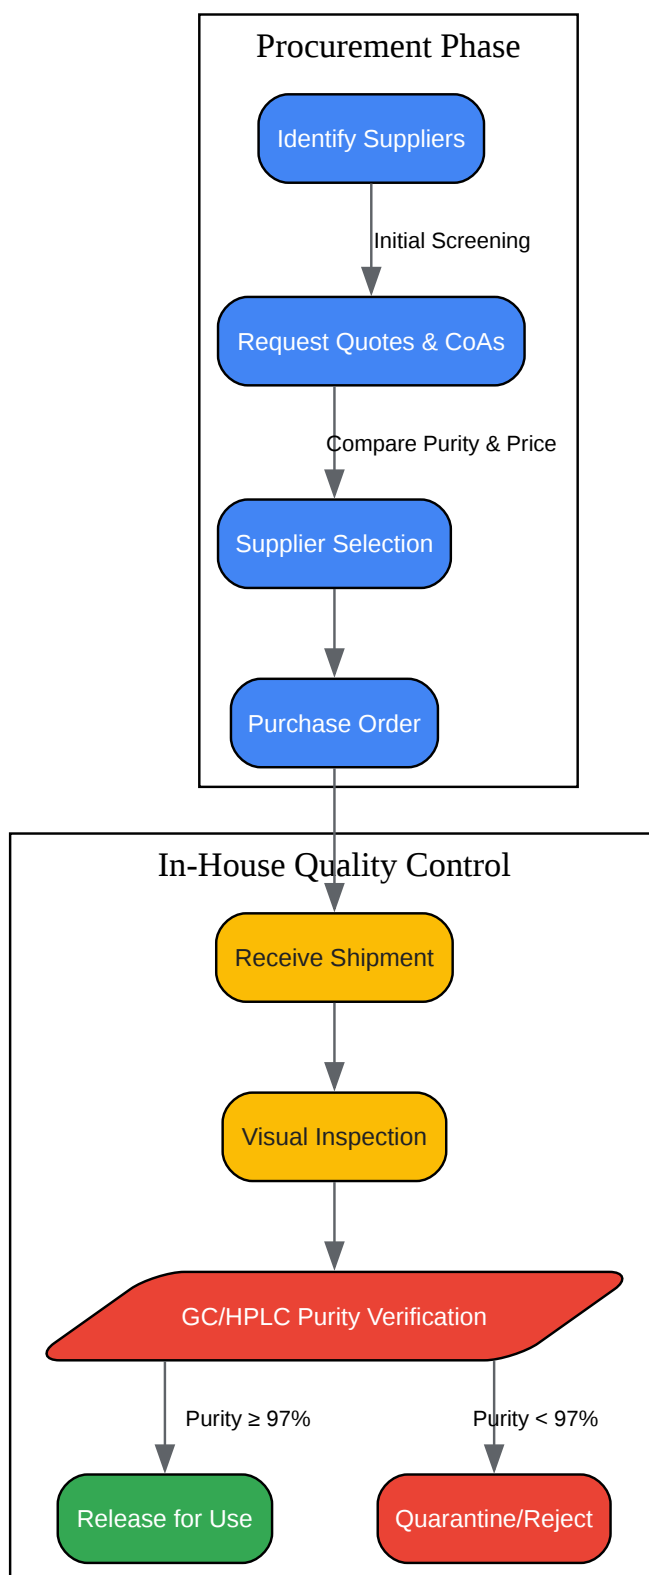 Procurement Phase
Identify Suppliers
Initial Screening
Request Quotes & CoAs
Compare Purity & Price
Supplier Selection
Purchase Order
In-House Quality Control
Receive Shipment
Visual Inspection
GC/HPLC Purity Verification
Purity ≥ 97%
Purity < 97%
Release for Use
Quarantine/Reject